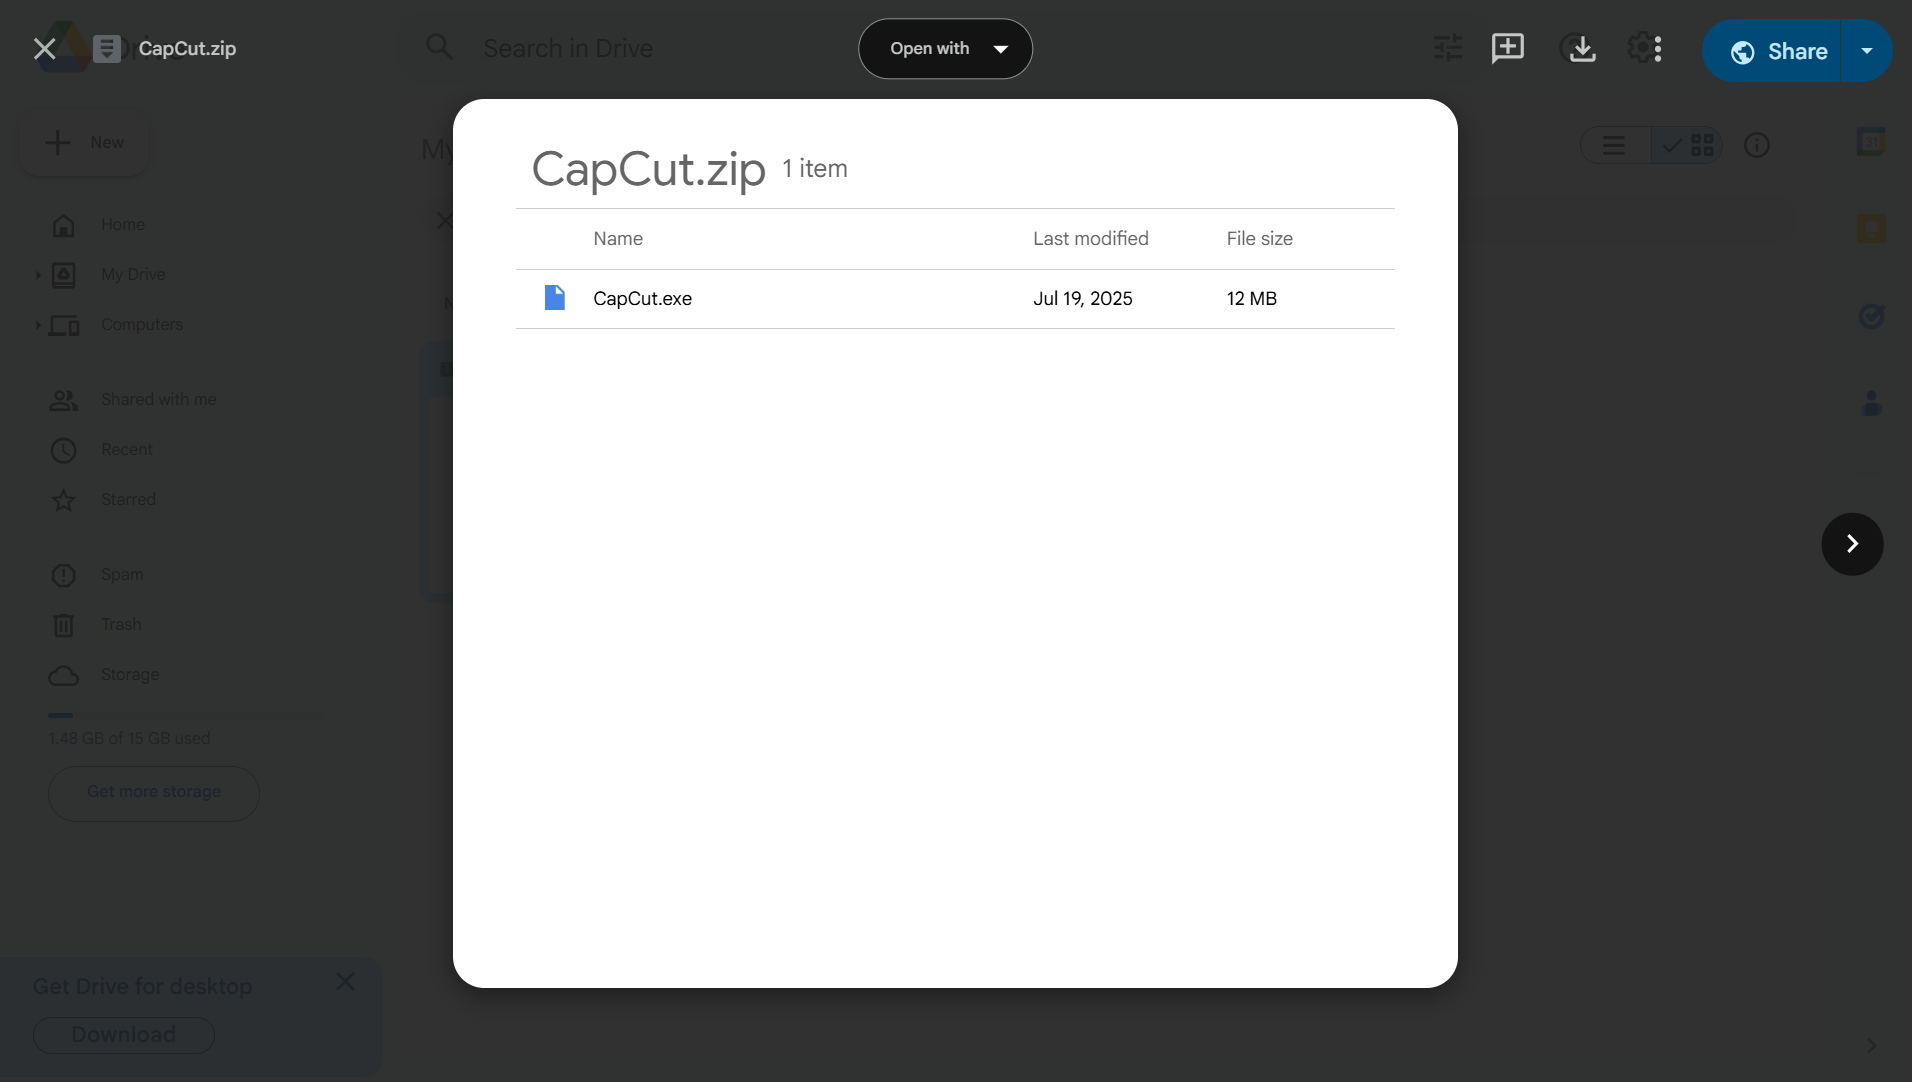 CapCut.zip
Search in Drive
Open with
Share
New
My
Home
My Drive
Computers
Shared with me
Recent
Starred
Spam
Trash
Storage
1.48 GB of 15 GB used
Get more storage
Get Drive for desktop
Download
CapCut.zip 1 item
Name Last modified File size
CapCut.exe Jul 19, 2025 12 MB
31